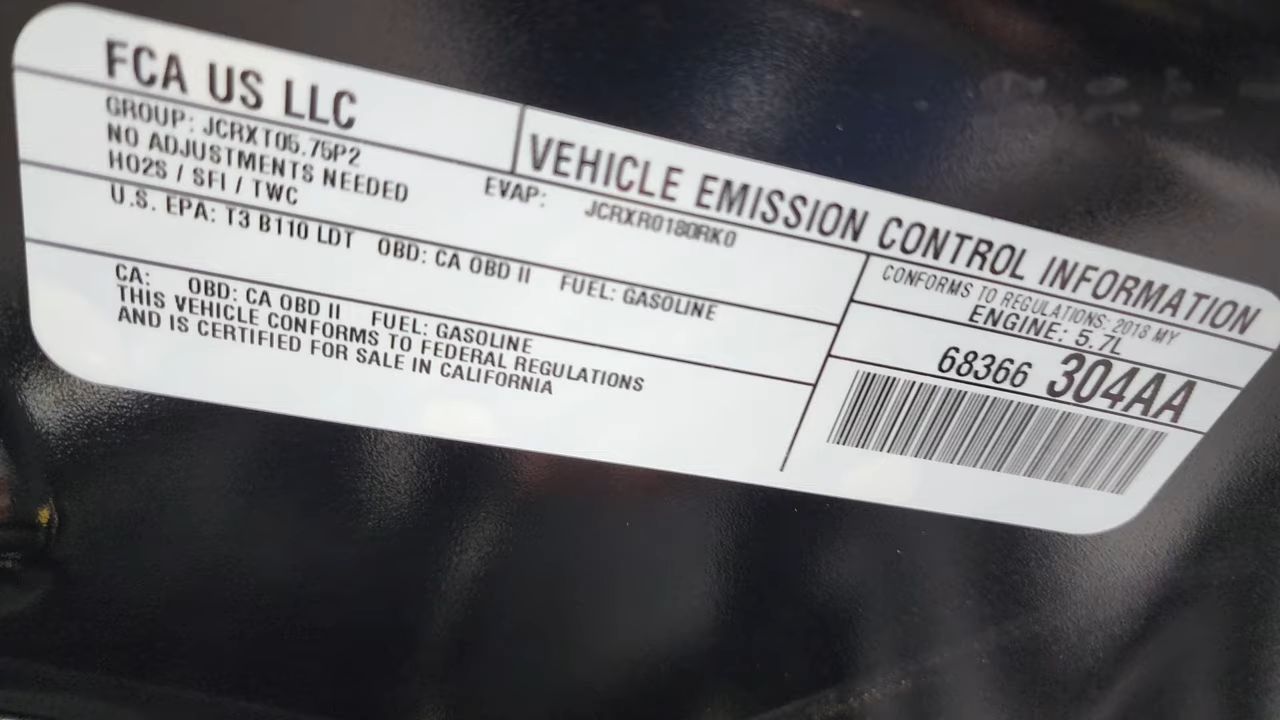 FCA US LLC
VEHICLE EMISSION CONTROL INFORMATION
GROUP: JCRXT05.75P2
EVAP: JCRXR0180RK0
NO ADJUSTMENTS NEEDED
HO2S / SFI / TWC
CONFORMS TO REGULATIONS: 2018 MY
U.S. EPA: T3 B110 LDT OBD: CA OBD II FUEL: GASOLINE
ENGINE: 5.7L
CA: OBD: CA OBD II FUEL: GASOLINE
THIS VEHICLE CONFORMS TO FEDERAL REGULATIONS
AND IS CERTIFIED FOR SALE IN CALIFORNIA
68366 304AA